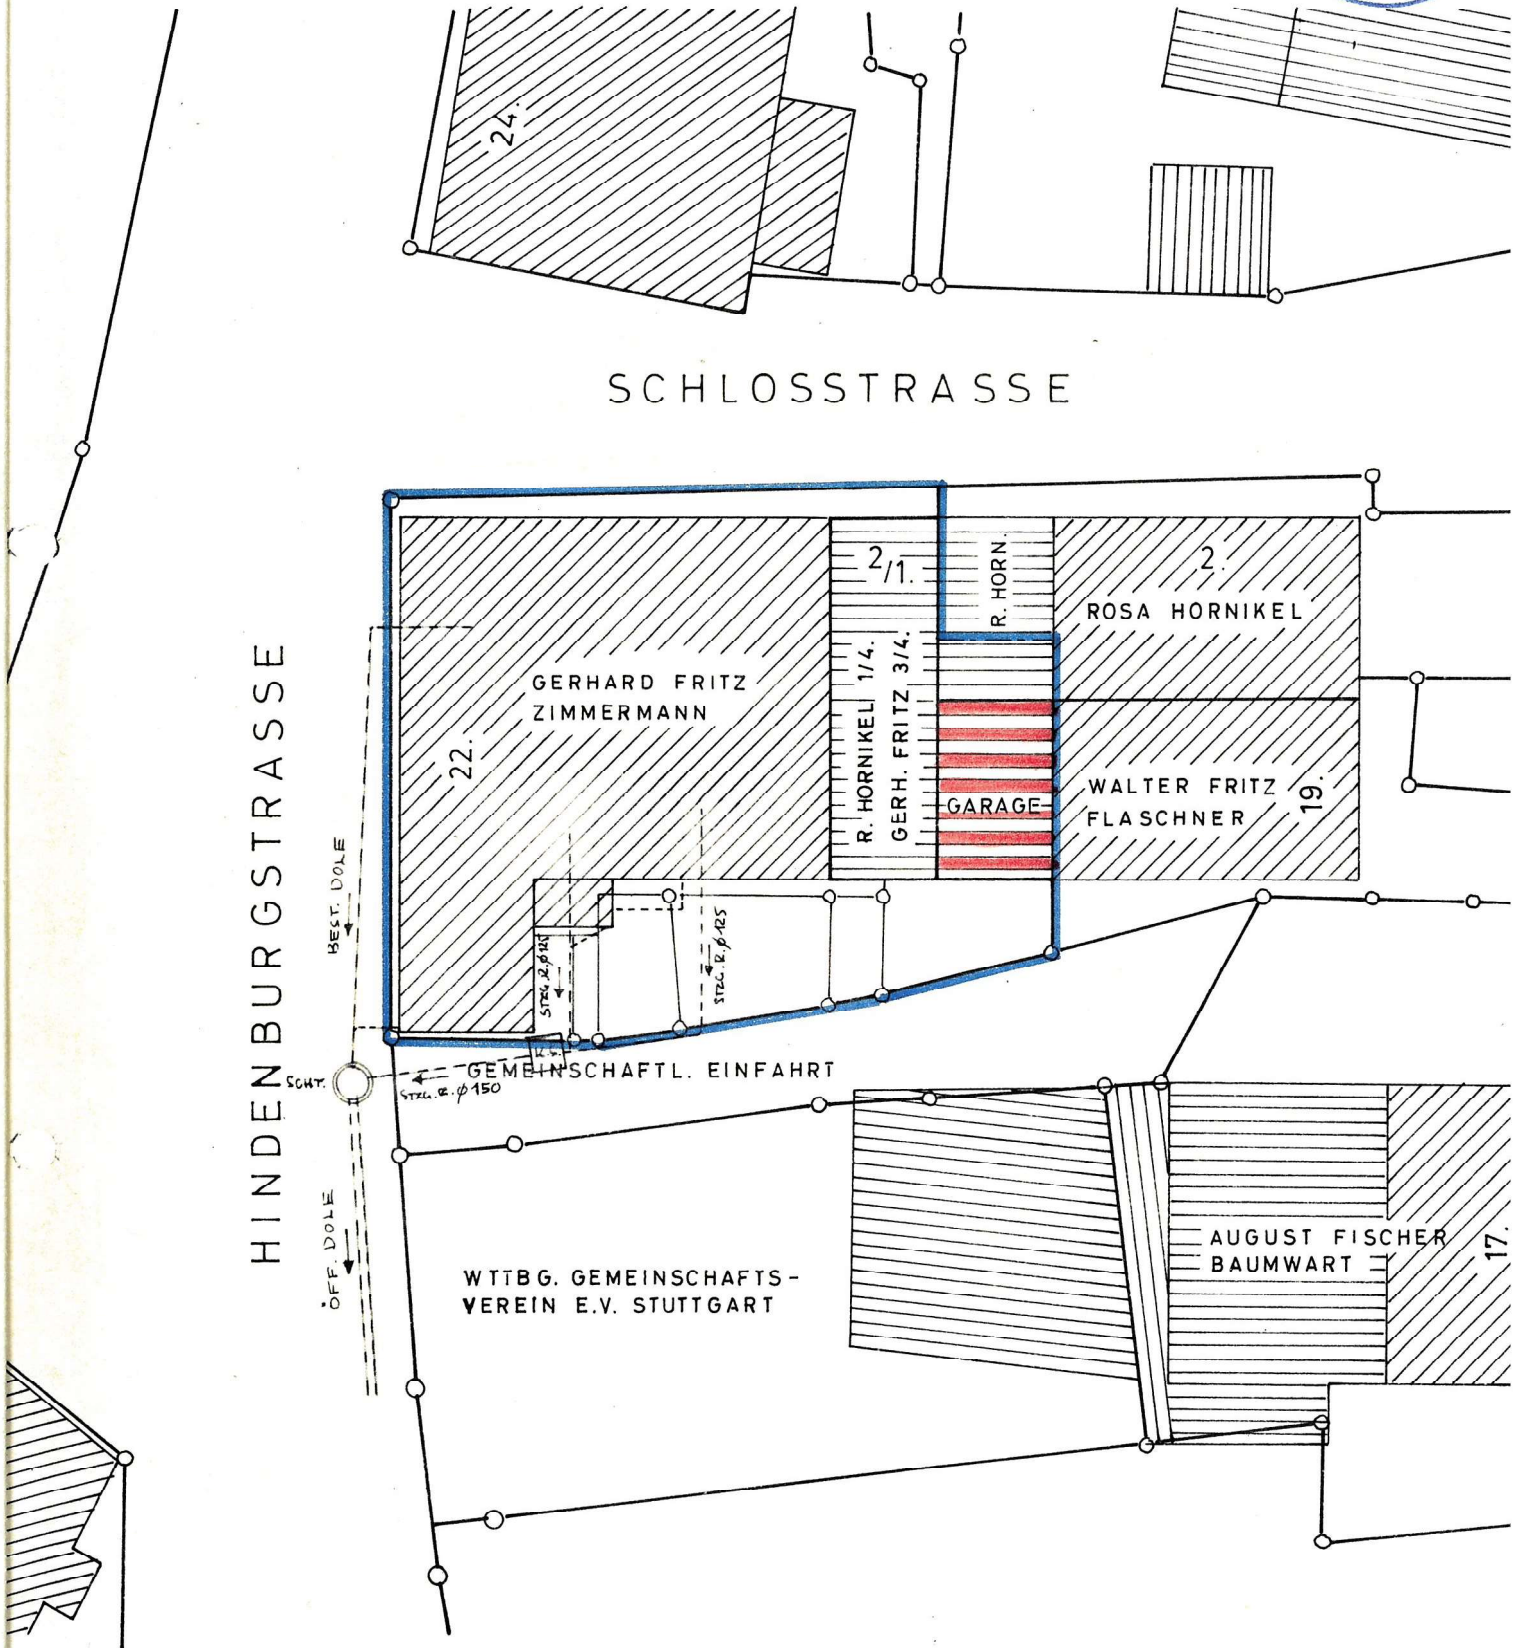 24.
SCHLOSSTRASSE
HINDENBURGSTRASSE
GERHARD FRITZ
ZIMMERMANN
22.
2/1.
R. HORNIKEL 1/4.
GERH. FRITZ 3/4.
R. HORN.
2.
ROSA HORNIKEL
GARAGE
WALTER FRITZ
FLASCHNER
19.
BEST. DOLE
STZG. R. Ø 125
STZG. R. Ø 125
K.S.
GEMEINSCHAFTL. EINFAHRT
SCHT.
STZG. R. Ø 150
ÖFF. DOLE
WTTBG. GEMEINSCHAFTS-
VEREIN E.V. STUTTGART
AUGUST FISCHER
BAUMWART
17.